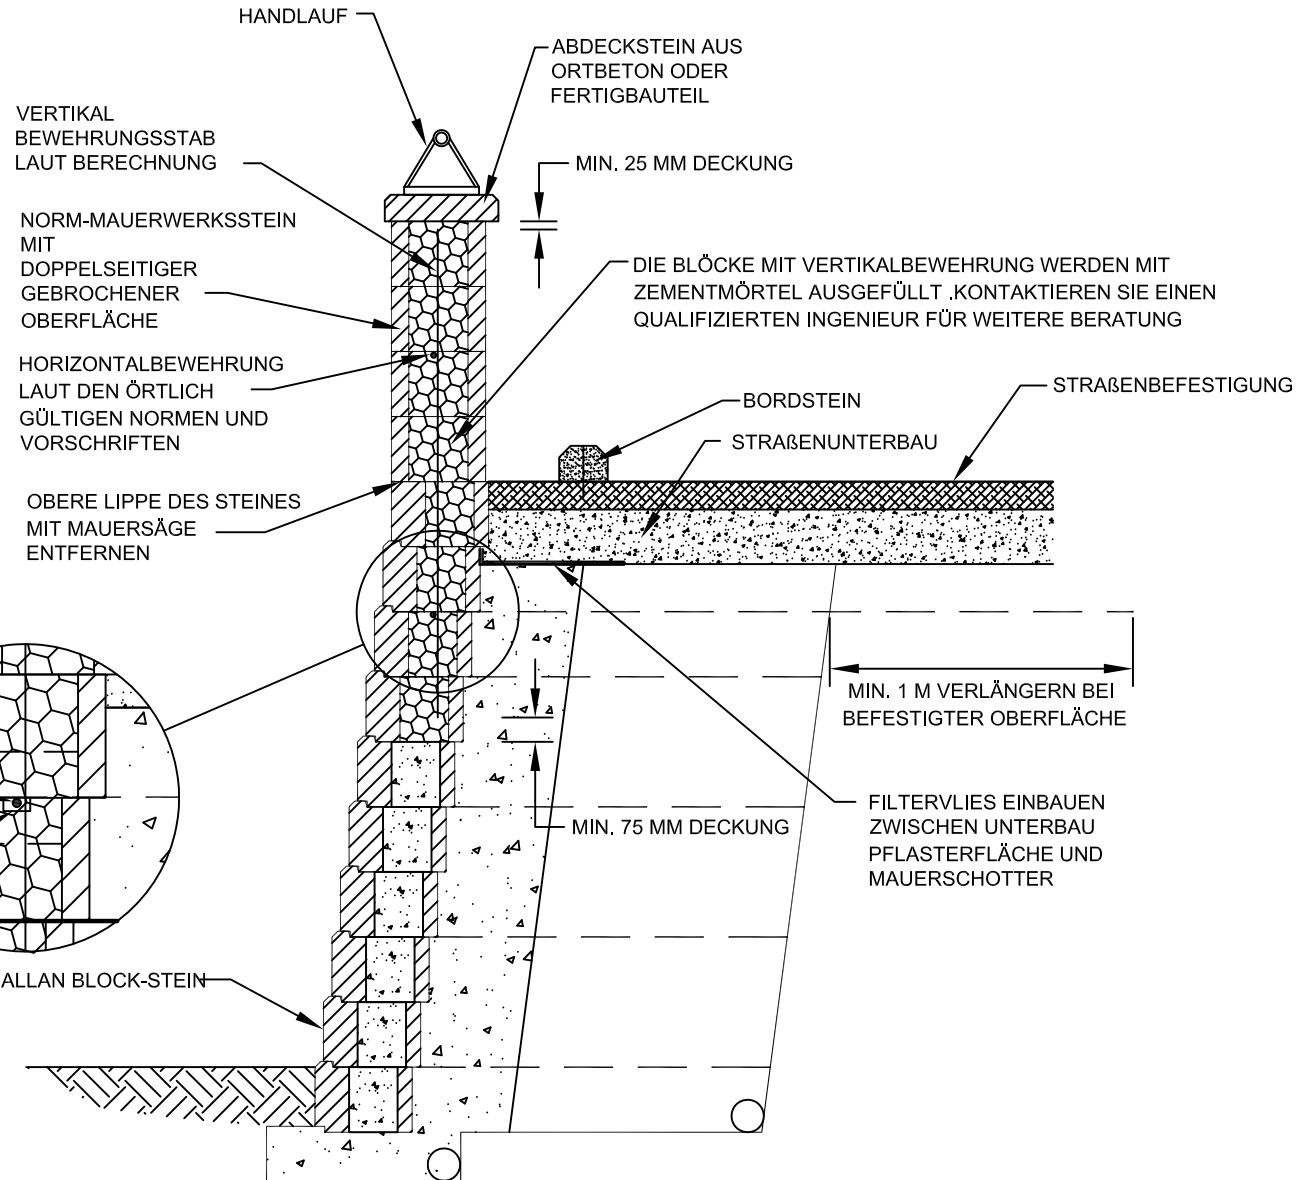 HANDLAUF
ABDECKSTEIN AUS
ORTBETON ODER
FERTIGBAUTEIL
VERTIKAL
BEWEHRUNGSSTAB
LAUT BERECHNUNG
MIN. 25 MM DECKUNG
NORM-MAUERWERKSSTEIN
MIT
DOPPELSEITIGER
GEBROCHENER
OBERFLÄCHE
DIE BLÖCKE MIT VERTIKALBEWEHRUNG WERDEN MIT
ZEMENTMÖRTEL AUSGEFÜLLT .KONTAKTIEREN SIE EINEN
QUALIFIZIERTEN INGENIEUR FÜR WEITERE BERATUNG
HORIZONTALBEWEHRUNG
LAUT DEN ÖRTLICH
GÜLTIGEN NORMEN UND
VORSCHRIFTEN
STRAßENBEFESTIGUNG
BORDSTEIN
STRAßENUNTERBAU
OBERE LIPPE DES STEINES
MIT MAUERSÄGE
ENTFERNEN
MIN. 1 M VERLÄNGERN BEI
BEFESTIGTER OBERFLÄCHE
FILTERVLIES EINBAUEN
ZWISCHEN UNTERBAU
PFLASTERFLÄCHE UND
MAUERSCHOTTER
MIN. 75 MM DECKUNG
ALLAN BLOCK-STEIN